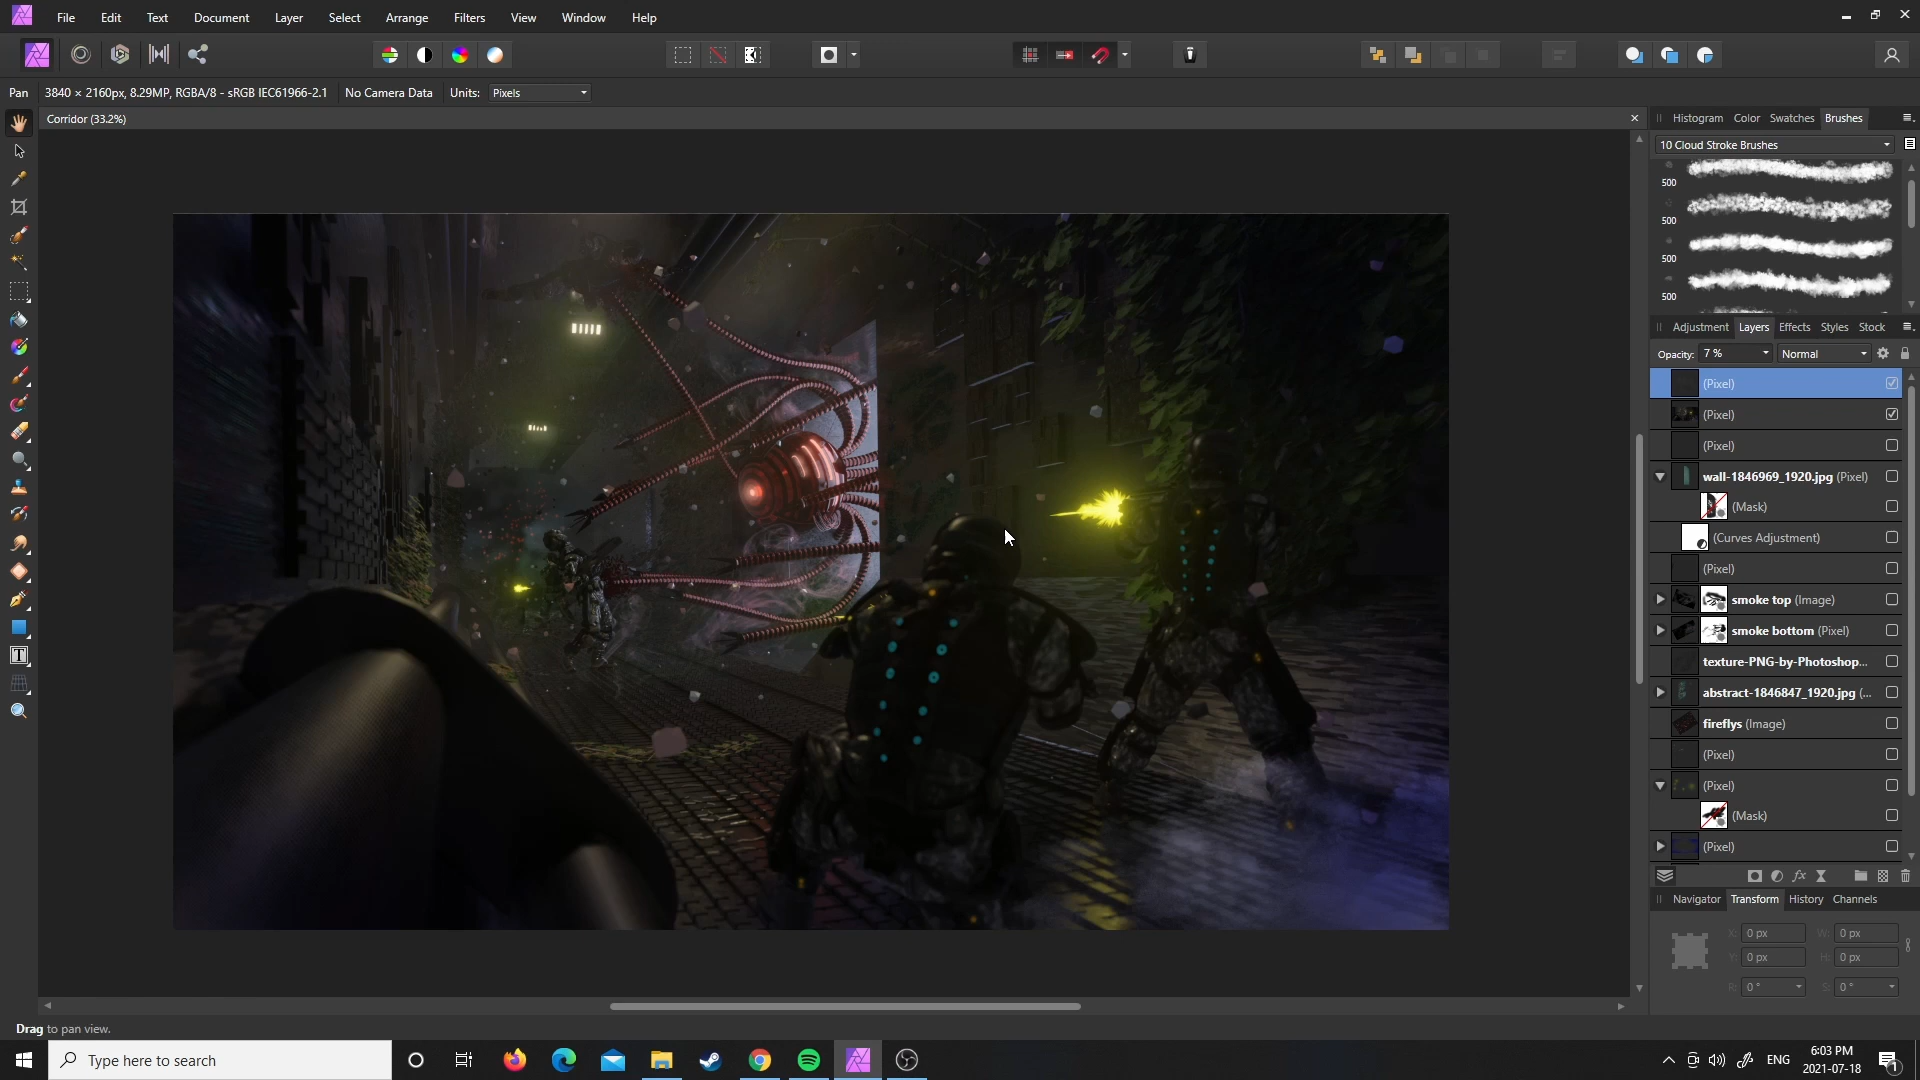 File Edit Text Document Layer Select Arrange Filters View Window Help
Pan 3840 × 2160px, 8.29MP, RGBA/8 - sRGB IEC61966-2.1 No Camera Data Units: Pixels
Corridor (33.2%)
Histogram Color Swatches Brushes
10 Cloud Stroke Brushes
500
500
500
500
Adjustment Layers Effects Styles Stock
Opacity: 7 % Normal
(Pixel)
(Pixel)
(Pixel)
wall-1846969_1920.jpg (Pixel)
(Mask)
(Curves Adjustment)
(Pixel)
smoke top (Image)
smoke bottom (Pixel)
texture-PNG-by-Photoshop...
abstract-1846847_1920.jpg (...
fireflys (Image)
(Pixel)
(Pixel)
(Mask)
(Pixel)
Navigator Transform History Channels
X: 0 px W: 0 px
Y: 0 px H: 0 px
R: 0 ° S: 0 °
Drag to pan view.
Type here to search
ENG
6:03 PM
2021-07-18
1